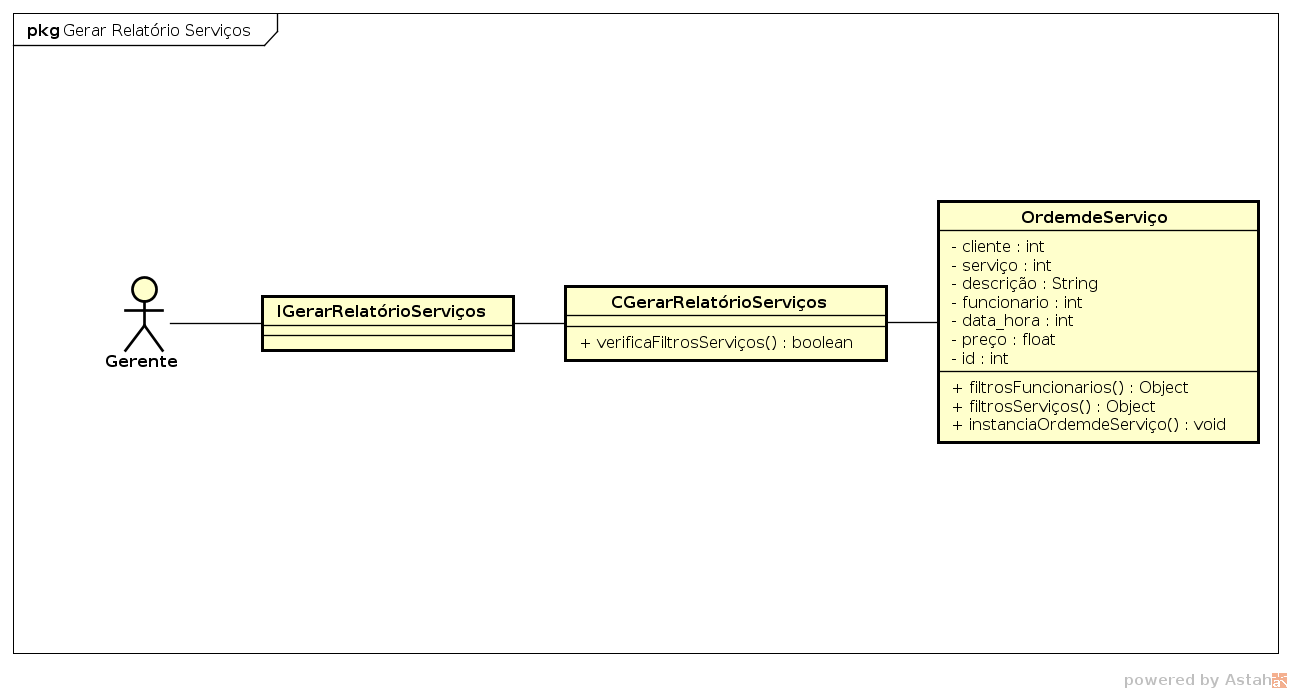 pkg Gerar Relatório Serviços
OrdemdeServiço
- cliente : int
- serviço : int
- descrição : String
- funcionario : int
- data_hora : int
- preço : float
- id : int
+ filtrosFuncionarios() : Object
+ filtrosServiços() : Object
+ instanciaOrdemdeServiço() : void
CGerarRelatórioServiços
+ verificaFiltrosServiços() : boolean
IGerarRelatórioServiços
Gerente
powered by Astah